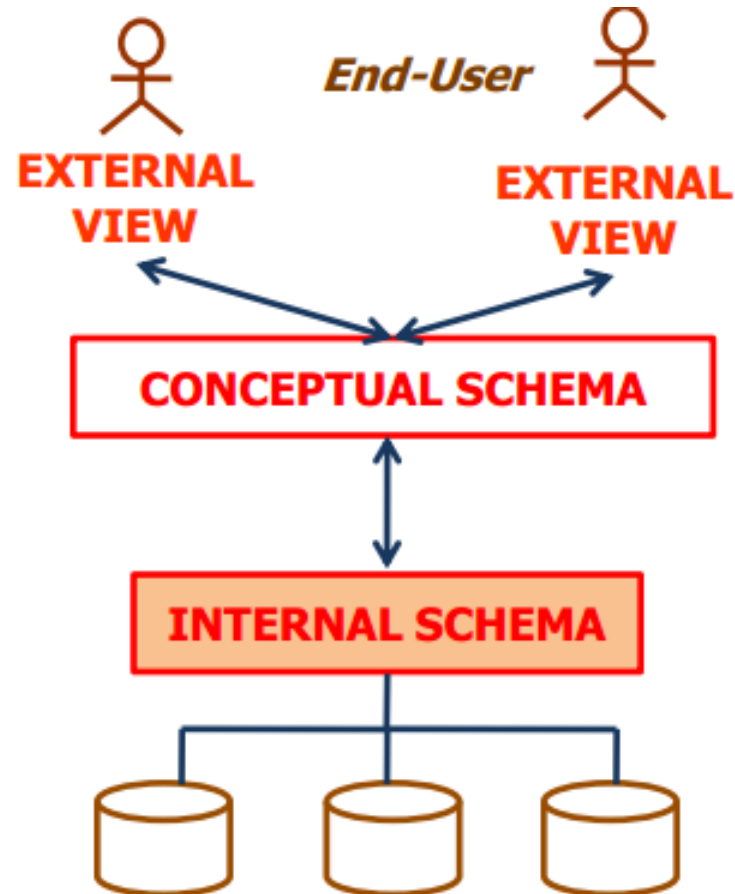 End-User
EXTERNAL
VIEW
EXTERNAL
VIEW
CONCEPTUAL SCHEMA
INTERNAL SCHEMA